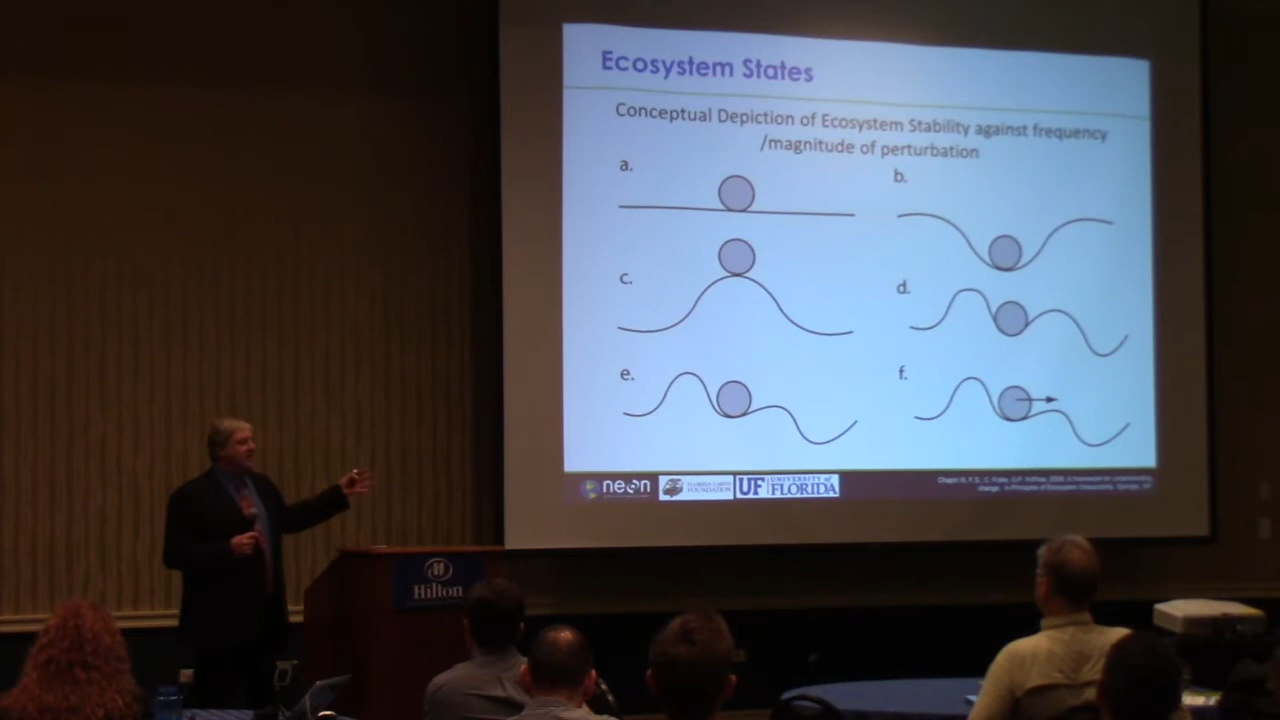 Ecosystem States
Conceptual Depiction of Ecosystem Stability against frequency
/magnitude of perturbation
a.
b.
c.
d.
e.
f.
neon
FLORIDA EARTH
FOUNDATION
UF UNIVERSITY of
FLORIDA
Hilton